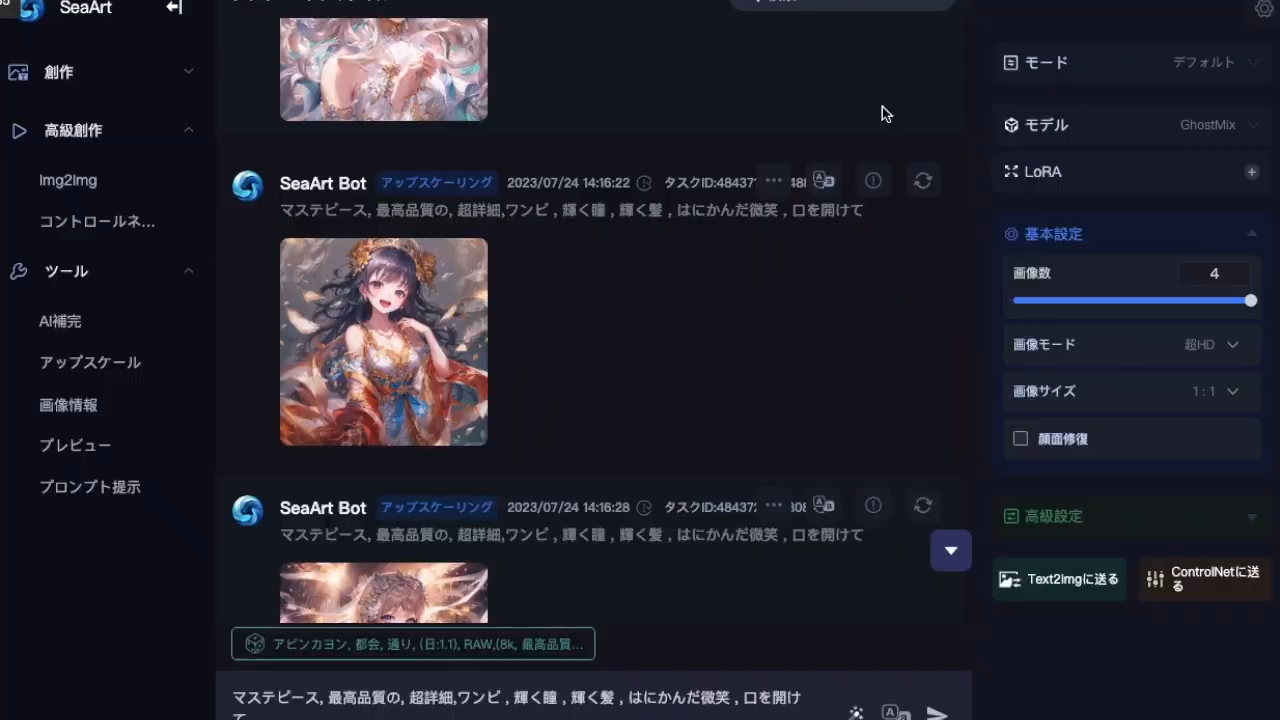 SeaArt
創作
高級創作
Img2Img
コントロールネ...
ツール
AI補完
アップスケール
画像情報
プレビュー
プロンプト提示
SeaArt Bot アップスケーリング 2023/07/24 14:16:22 タスクID:48437
マステピース, 最高品質の, 超詳細,ワンピ , 輝く瞳 , 輝く髪 , はにかんだ微笑 , 口を開けて
SeaArt Bot アップスケーリング 2023/07/24 14:16:28 タスクID:48437
マステピース, 最高品質の, 超詳細,ワンピ , 輝く瞳 , 輝く髪 , はにかんだ微笑 , 口を開けて
アビンカヨン, 都会, 通り, (日:1.1), RAW,(8k, 最高品質...
マステピース, 最高品質の, 超詳細,ワンピ , 輝く瞳 , 輝く髪 , はにかんだ微笑 , 口を開け
て
モード デフォルト
モデル GhostMix
LoRA
基本設定
画像数 4
画像モード 超HD
画像サイズ 1 : 1
顔面修復
高級設定
Text2Imgに送る
ControlNetに送
る